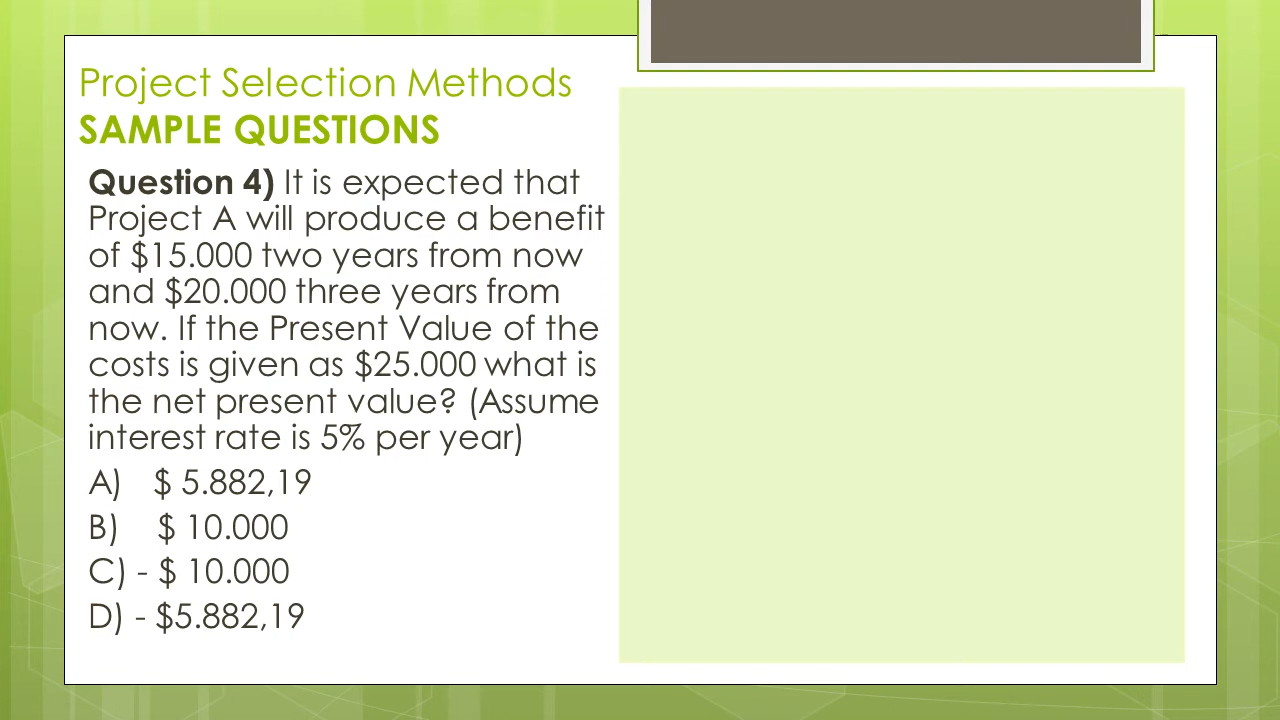 Project Selection Methods
SAMPLE QUESTIONS
Question 4) It is expected that
Project A will produce a benefit
of $15.000 two years from now
and $20.000 three years from
now. If the Present Value of the
costs is given as $25.000 what is
the net present value? (Assume
interest rate is 5% per year)
A) $ 5.882,19
B) $ 10.000
C) - $ 10.000
D) - $5.882,19